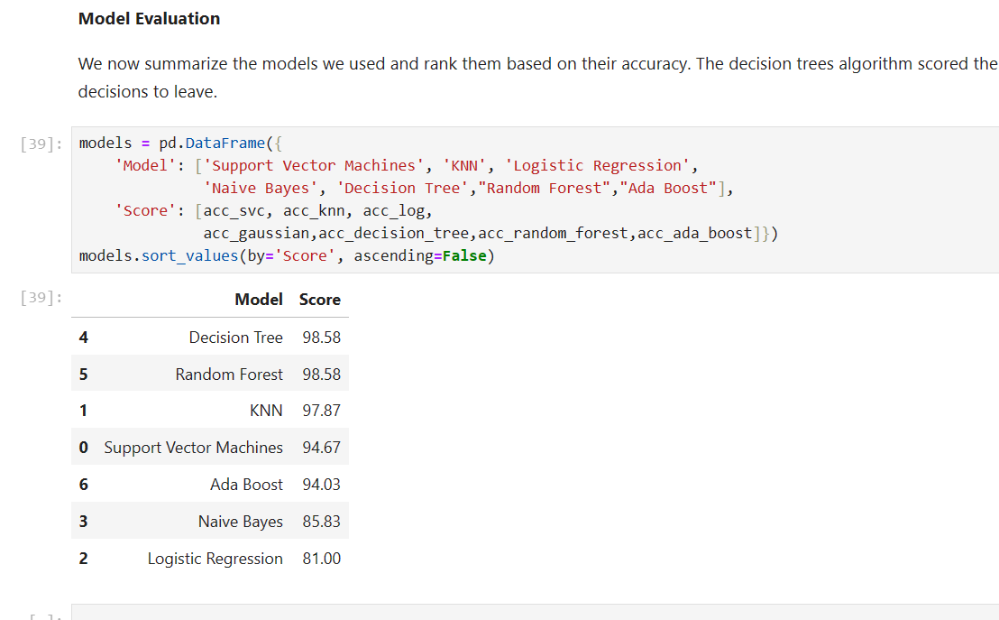 Model Evaluation
We now summarize the models we used and rank them based on their accuracy. The decision trees algorithm scored the
decisions to leave.
[39]: models = pd.DataFrame({
'Model': ['Support Vector Machines', 'KNN', 'Logistic Regression',
'Naive Bayes', 'Decision Tree',"Random Forest","Ada Boost"],
'Score': [acc_svc, acc_knn, acc_log,
acc_gaussian,acc_decision_tree,acc_random_forest,acc_ada_boost]})
models.sort_values(by='Score', ascending=False)
[39]: Model Score
4 Decision Tree 98.58
5 Random Forest 98.58
1 KNN 97.87
0 Support Vector Machines 94.67
6 Ada Boost 94.03
3 Naive Bayes 85.83
2 Logistic Regression 81.00
[ ]: